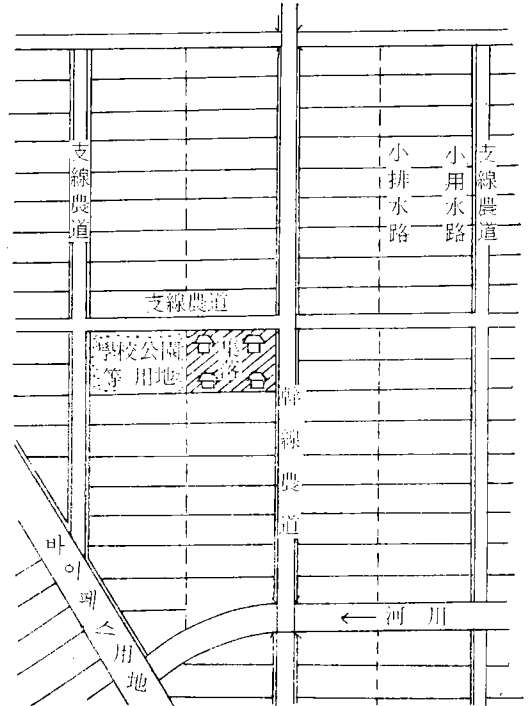 支線農道
小排水路
小用水路
支線農道
支線農道
學校公園
等 用地
集落
幹線農道
바이패스用地
← 河川